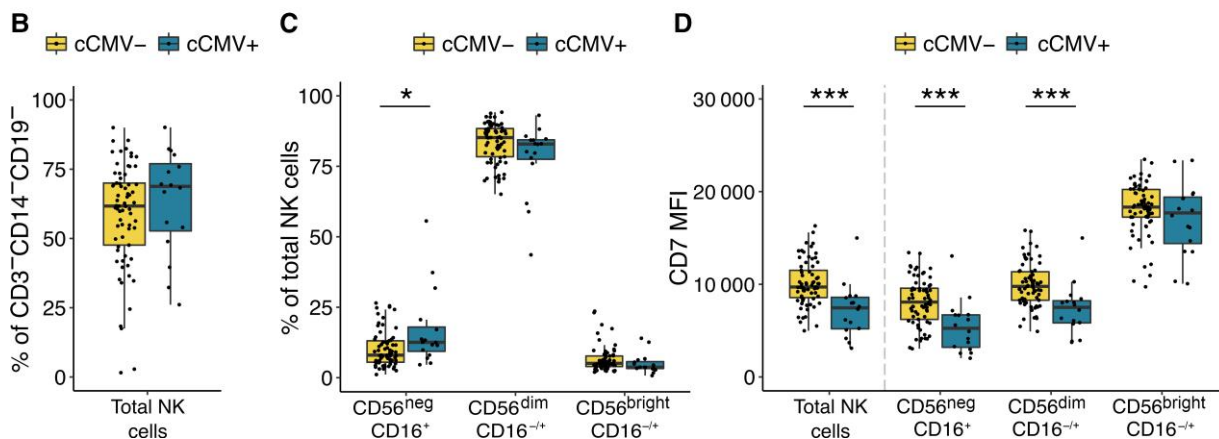 B
cCMV− cCMV+
% of CD3⁻CD14⁻CD19⁻
100
75
50
25
0
Total NK
cells
C
cCMV− cCMV+
% of total NK cells
100
75
50
25
0
*
CD56ⁿᵉᵍ
CD16⁺
CD56ᵈⁱᵐ
CD16⁻/⁺
CD56ᵇʳⁱᵍʰᵗ
CD16⁻/⁺
D
cCMV− cCMV+
CD7 MFI
30 000
20 000
10 000
0
*** *** ***
Total NK
cells
CD56ⁿᵉᵍ
CD16⁺
CD56ᵈⁱᵐ
CD16⁻/⁺
CD56ᵇʳⁱᵍʰᵗ
CD16⁻/⁺